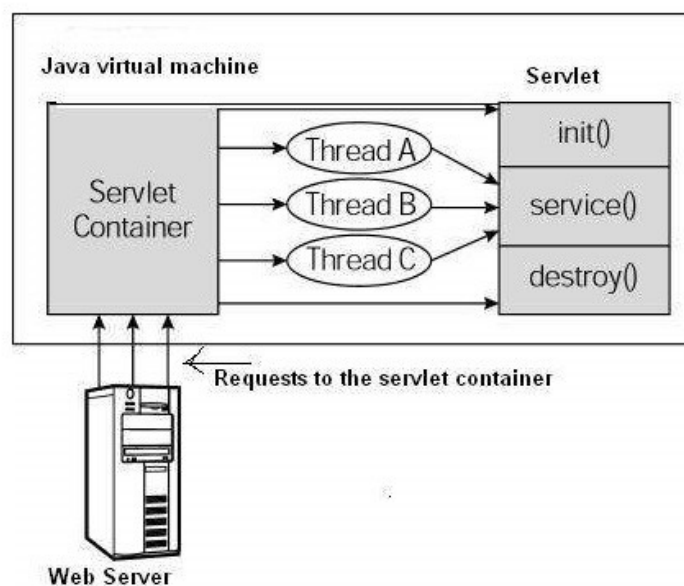 Java virtual machine
Servlet
Servlet
Container
Thread A
Thread B
Thread C
init()
service()
destroy()
Requests to the servlet container
Web Server